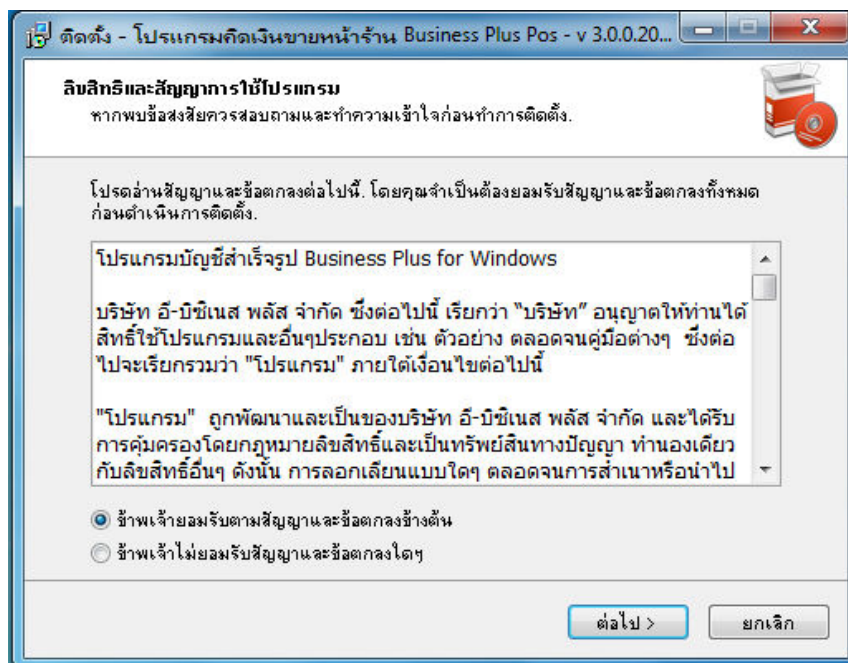 ติดตั้ง - โปรแกรมคิดเงินขายหน้าร้าน Business Plus Pos - v 3.0.0.20...
ลิขสิทธิและสัญญาการใช้โปรแกรม
หากพบข้อสงสัยควรสอบถามและทำความเข้าใจก่อนทำการติดตั้ง.
โปรดอ่านสัญญาและข้อตกลงต่อไปนี้. โดยคุณจำเป็นต้องยอมรับสัญญาและข้อตกลงทั้งหมด
ก่อนดำเนินการติดตั้ง.
โปรแกรมบัญชีสำเร็จรูป Business Plus for Windows
บริษัท อี-บิซิเนส พลัส จำกัด ซึ่งต่อไปนี้ เรียกว่า “บริษัท” อนุญาตให้ท่านได้
สิทธิ์ใช้โปรแกรมและอื่นๆประกอบ เช่น ตัวอย่าง ตลอดจนคู่มือต่างๆ ซึ่งต่อ
ไปจะเรียกรวมว่า "โปรแกรม" ภายใต้เงื่อนไขต่อไปนี้
"โปรแกรม" ถูกพัฒนาและเป็นของบริษัท อี-บิซิเนส พลัส จำกัด และได้รับ
การคุ้มครองโดยกฎหมายลิขสิทธิ์และเป็นทรัพย์สินทางปัญญา ทำนองเดียว
กับลิขสิทธิ์อื่นๆ ดังนั้น การลอกเลียนแบบใดๆ ตลอดจนการสำเนาหรือนำไป
ข้าพเจ้ายอมรับตามสัญญาและข้อตกลงข้างต้น
ข้าพเจ้าไม่ยอมรับสัญญาและข้อตกลงใดๆ
ต่อไป >
ยกเลิก